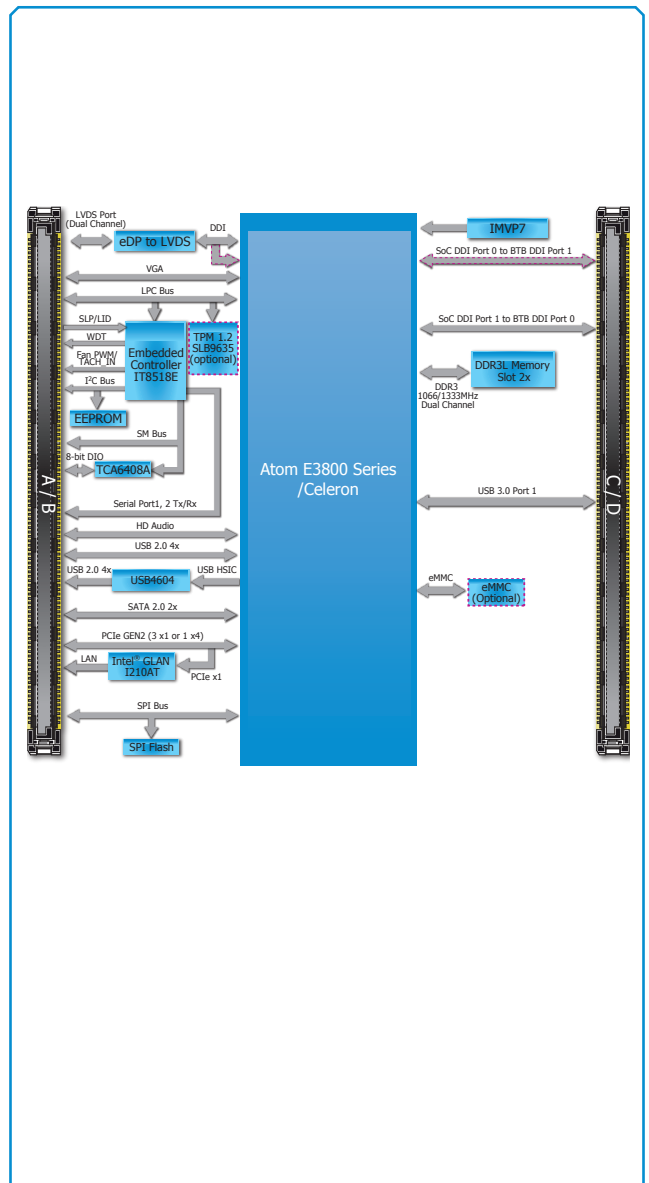 LVDS Port
(Dual Channel)
eDP to LVDS
DDI
VGA
LPC Bus
SLP/LID
WDT
Fan PWM/
TACH_IN
I²C Bus
EEPROM
Embedded
Controller
IT8518E
TPM 1.2
SLB9635
(optional)
SM Bus
8-bit DIO
TCA6408A
Serial Port1, 2 Tx/Rx
HD Audio
USB 2.0 4x
USB 2.0 4x
USB4604
USB HSIC
SATA 2.0 2x
PCIe GEN2 (3 x1 or 1 x4)
LAN
Intel® GLAN
I210AT
PCIe x1
SPI Bus
SPI Flash
A / B
Atom E3800 Series
/Celeron
IMVP7
SoC DDI Port 0 to BTB DDI Port 1
SoC DDI Port 1 to BTB DDI Port 0
DDR3L Memory
Slot 2x
DDR3
1066/1333MHz
Dual Channel
USB 3.0 Port 1
eMMC
eMMC
(Optional)
C / D